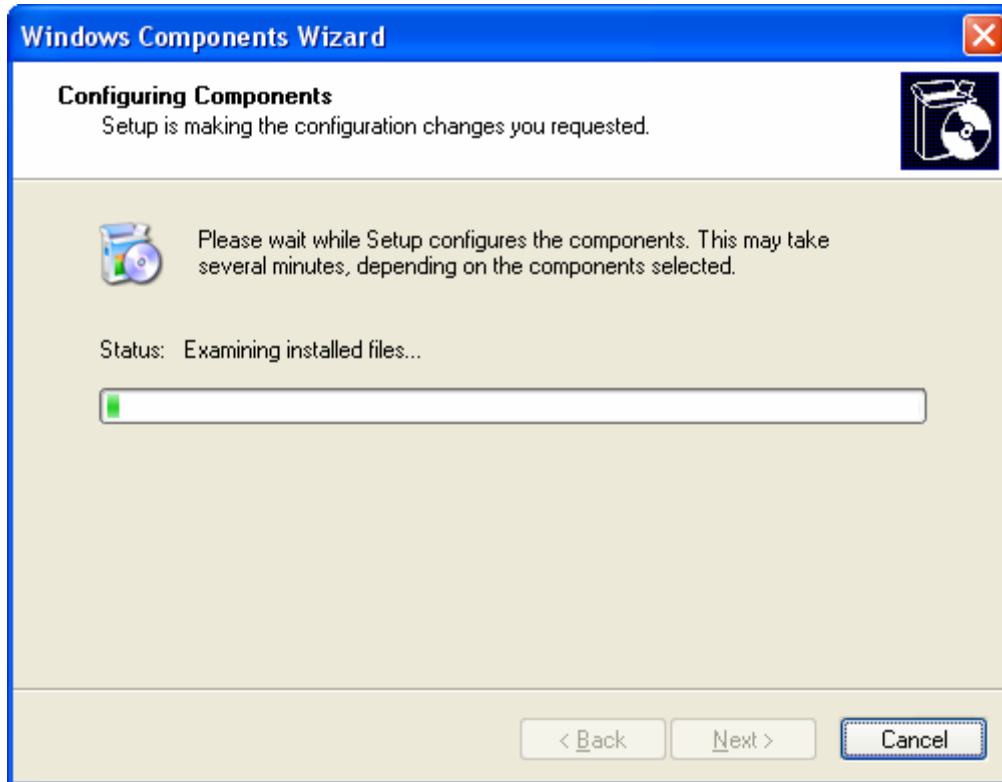 Windows Components Wizard
Configuring Components
Setup is making the configuration changes you requested.
Please wait while Setup configures the components. This may take
several minutes, depending on the components selected.
Status: Examining installed files...
< Back Next > Cancel